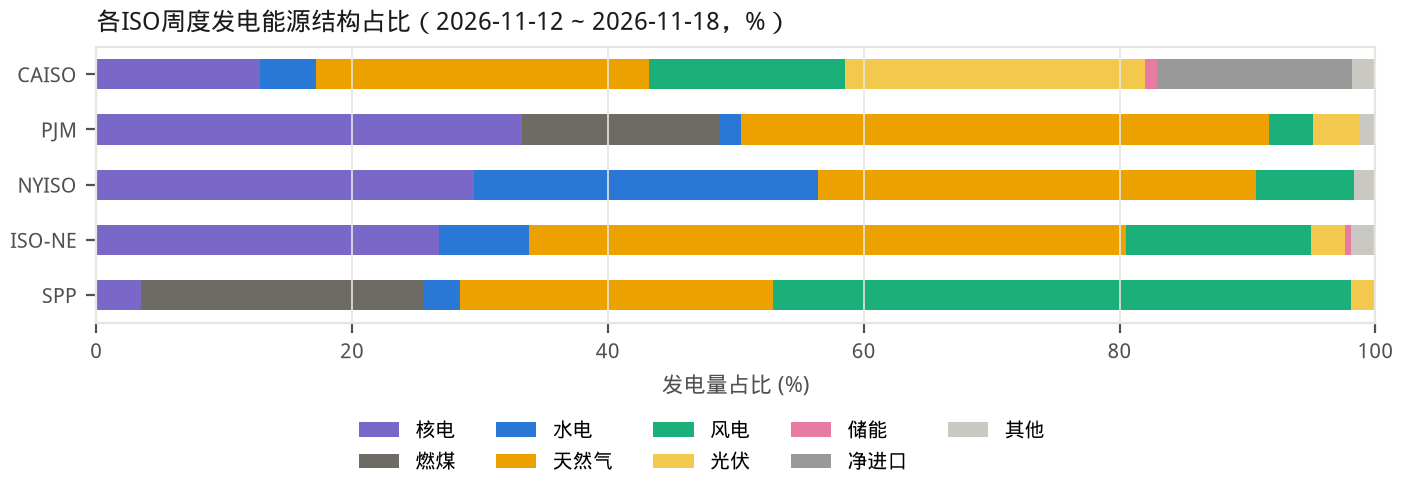 各ISO周度发电能源结构占比（2026-11-12 ~ 2026-11-18，%）
CAISO
PJM
NYISO
ISO-NE
SPP
0 20 40 60 80 100
发电量占比 (%)
核电 水电 风电 储能 其他
燃煤 天然气 光伏 净进口